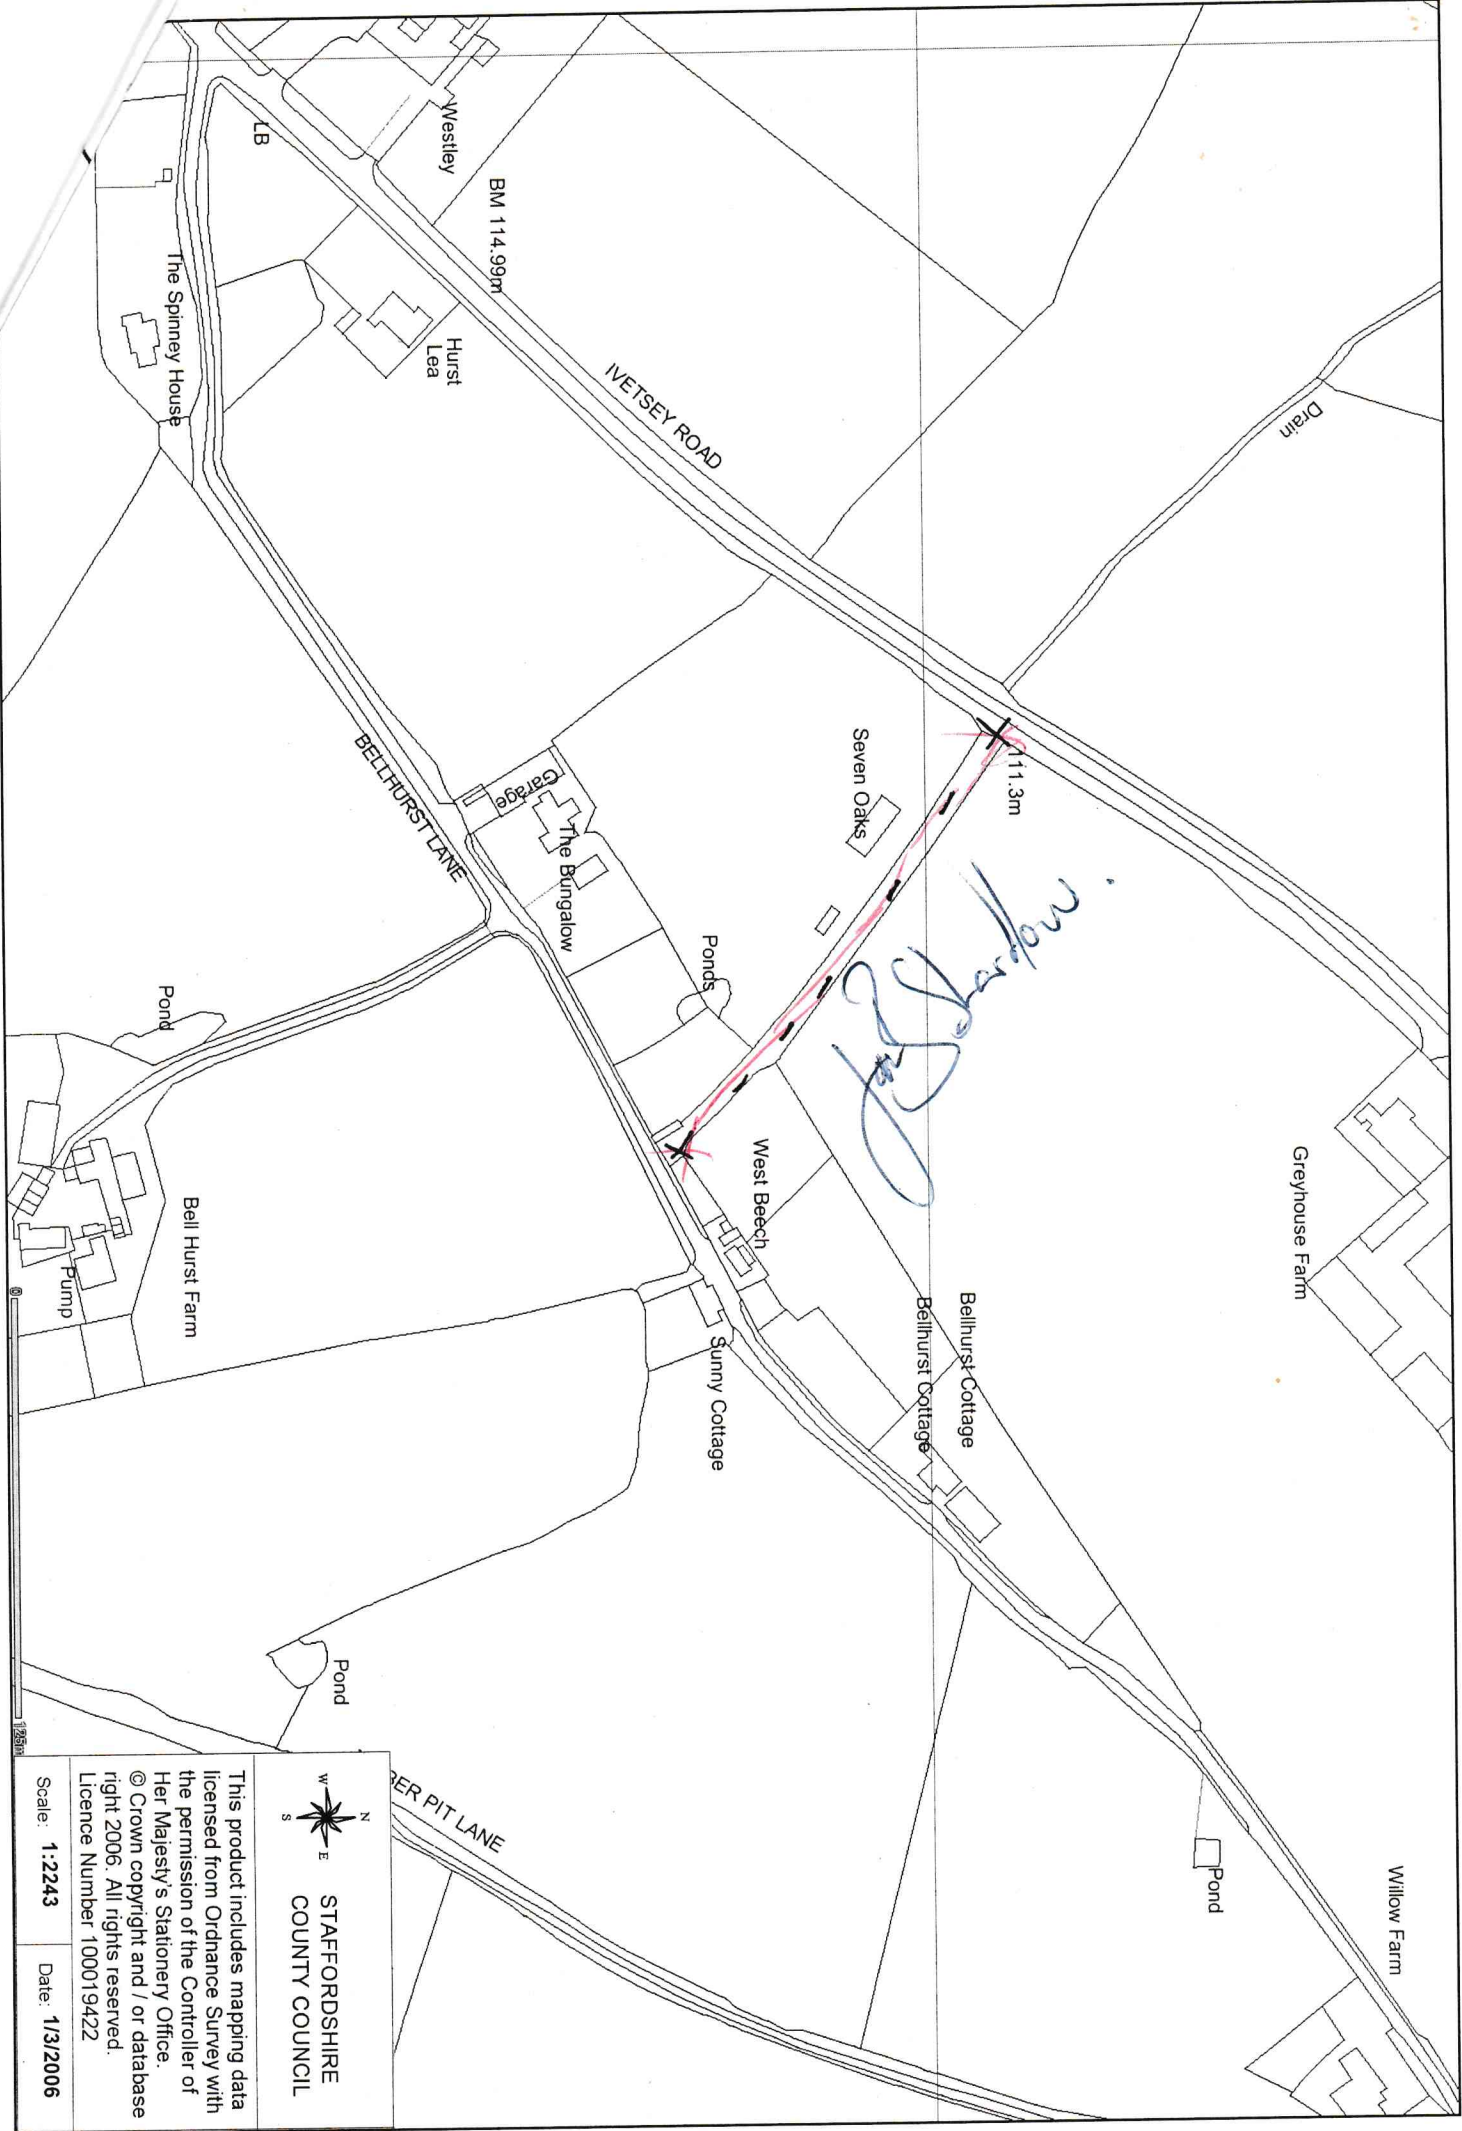 Willow Farm
Greyhouse Farm
Drain
Pond
111.3m
Bellhurst Cottage
Bellhurst Cottage
Seven Oaks
West Beech
IVETSEY ROAD
Ponds
Sunny Cottage
The Bungalow
Garage
BM 114.99m
Westley
Hurst
Lea
BELLHURST LANE
LB
The Spinney House
Pond
Bell Hurst Farm
Pump
Pond
BER PIT LANE
0
125m
N
W
E
S
STAFFORDSHIRE
COUNTY COUNCIL
This product includes mapping data
licensed from Ordnance Survey with
the permission of the Controller of
Her Majesty's Stationery Office.
© Crown copyright and / or database
right 2006. All rights reserved.
Licence Number 100019422
Scale: 1:2243
Date: 1/3/2006